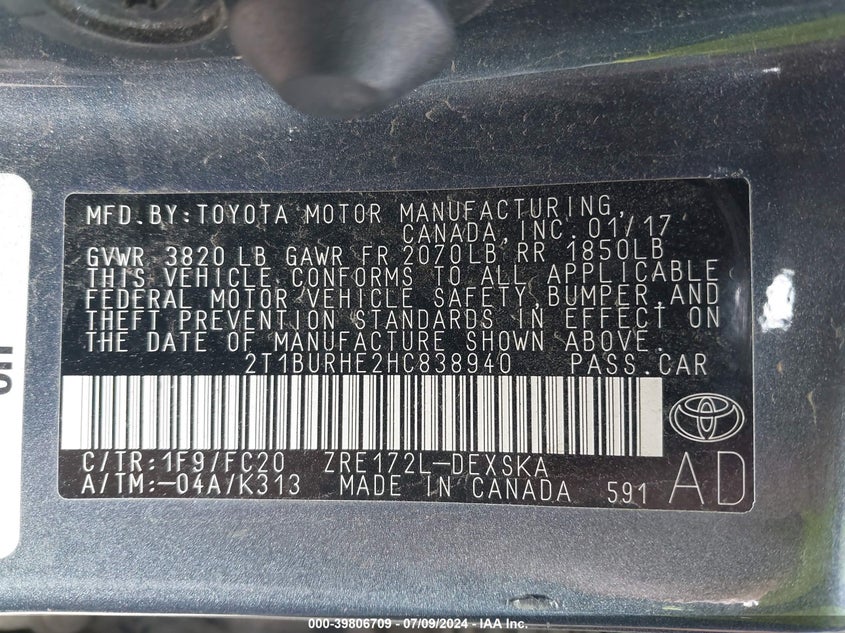 MFD.BY:TOYOTA MOTOR MANUFACTURING,
CANADA,INC.01/17
GVWR 3820 LB GAWR FR 2070LB RR 1850LB
THIS VEHICLE CONFORMS TO ALL APPLICABLE
FEDERAL MOTOR VEHICLE SAFETY,BUMPER,AND
THEFT PREVENTION STANDARDS IN EFFECT ON
THE DATE OF MANUFACTURE SHOWN ABOVE.
2T1BURHE2HC838940 PASS.CAR
C/TR:1F9/FC20 ZRE172L-DEXSKA
A/TM:-04A/K313 MADE IN CANADA 591 AD
000-39806709 - 07/09/2024 - IAA Inc.